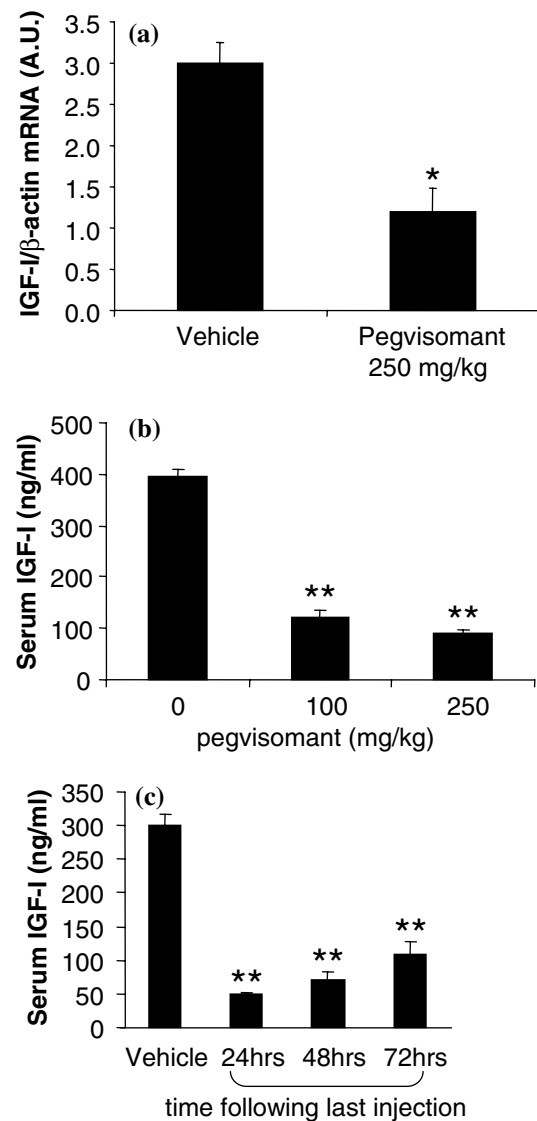 (a)
IGF-I/β-actin mRNA (A.U.)
3.5
3.0
2.5
2.0
1.5
1.0
0.5
0.0
*
Vehicle
Pegvisomant
250 mg/kg
(b)
Serum IGF-I (ng/ml)
500
400
300
200
100
0
**
**
0 100 250
pegvisomant (mg/kg)
(c)
Serum IGF-I (ng/ml)
350
300
250
200
150
100
50
0
**
**
**
Vehicle 24hrs 48hrs 72hrs
time following last injection